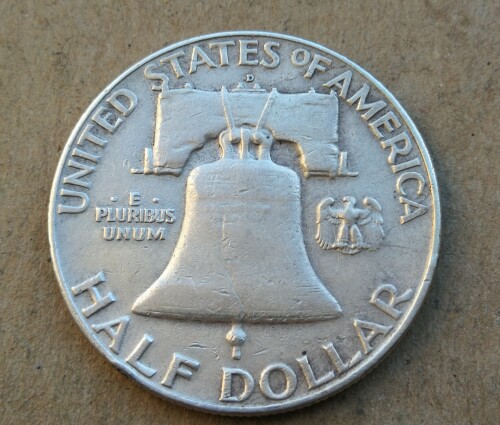 UNITED STATES OF AMERICA
D
· E ·
PLURIBUS
UNUM
HALF DOLLAR